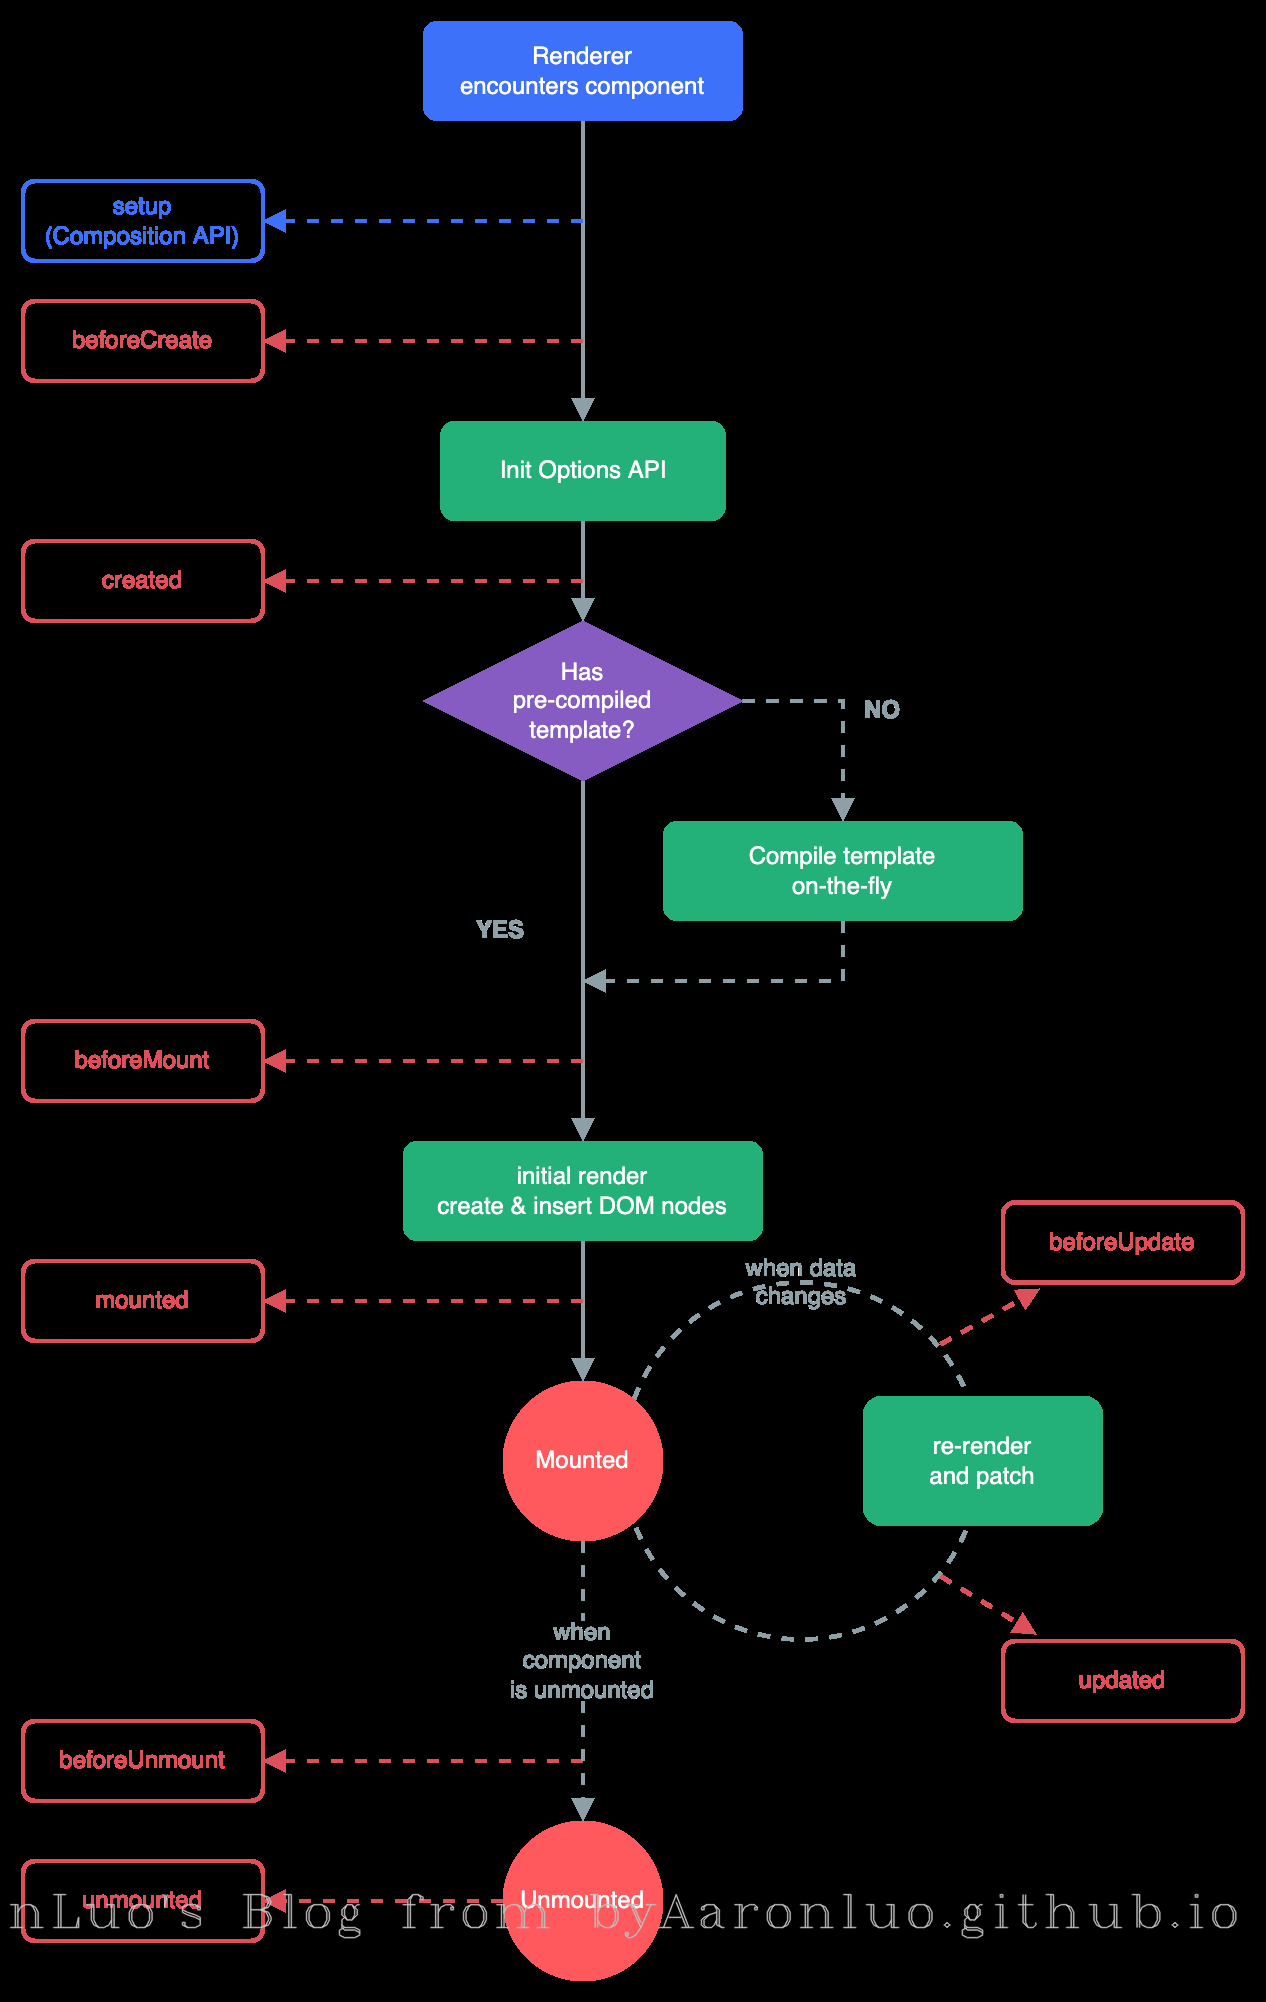 Renderer
encounters component
setup
(Composition API)
beforeCreate
Init Options API
created
Has
pre-compiled
template?
NO
Compile template
on-the-fly
YES
beforeMount
initial render
create & insert DOM nodes
beforeUpdate
when data
changes
mounted
re-render
and patch
Mounted
when
component
is unmounted
updated
beforeUnmount
unmounted
Unmounted
nLuo's Blog from byAaronluo.github.io